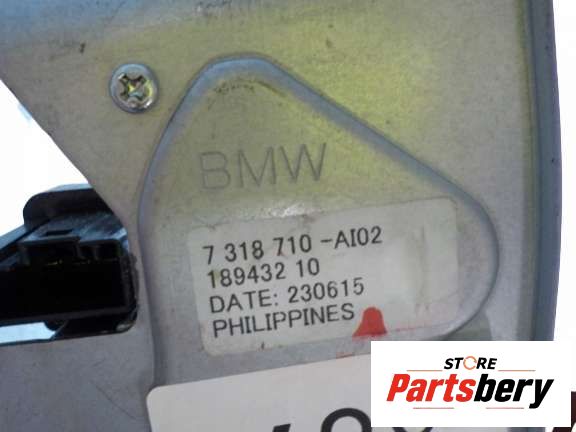 BMW
7 318 710 -AI02
189432 10
DATE: 230615
PHILIPPINES
STORE
Partsbery